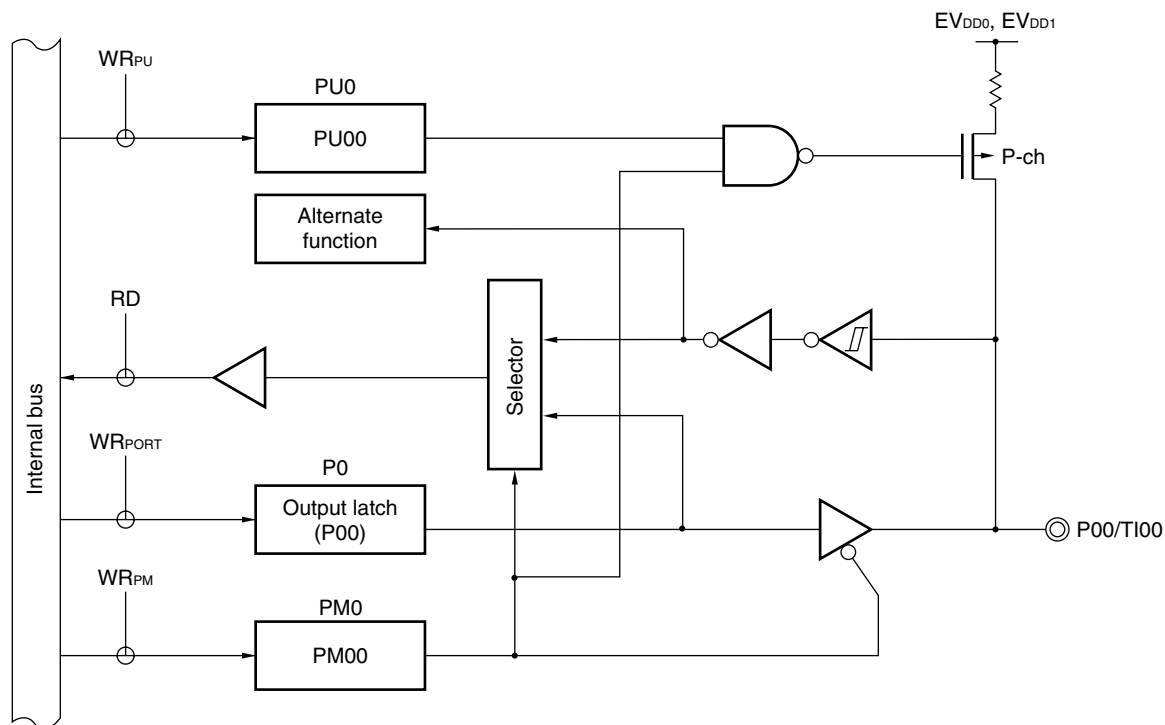 EVDD0, EVDD1
WRPU
PU0
PU00
P-ch
Alternate
function
RD
Selector
Internal bus
WRPORT
P0
Output latch
(P00)
P00/TI00
WRPM
PM0
PM00